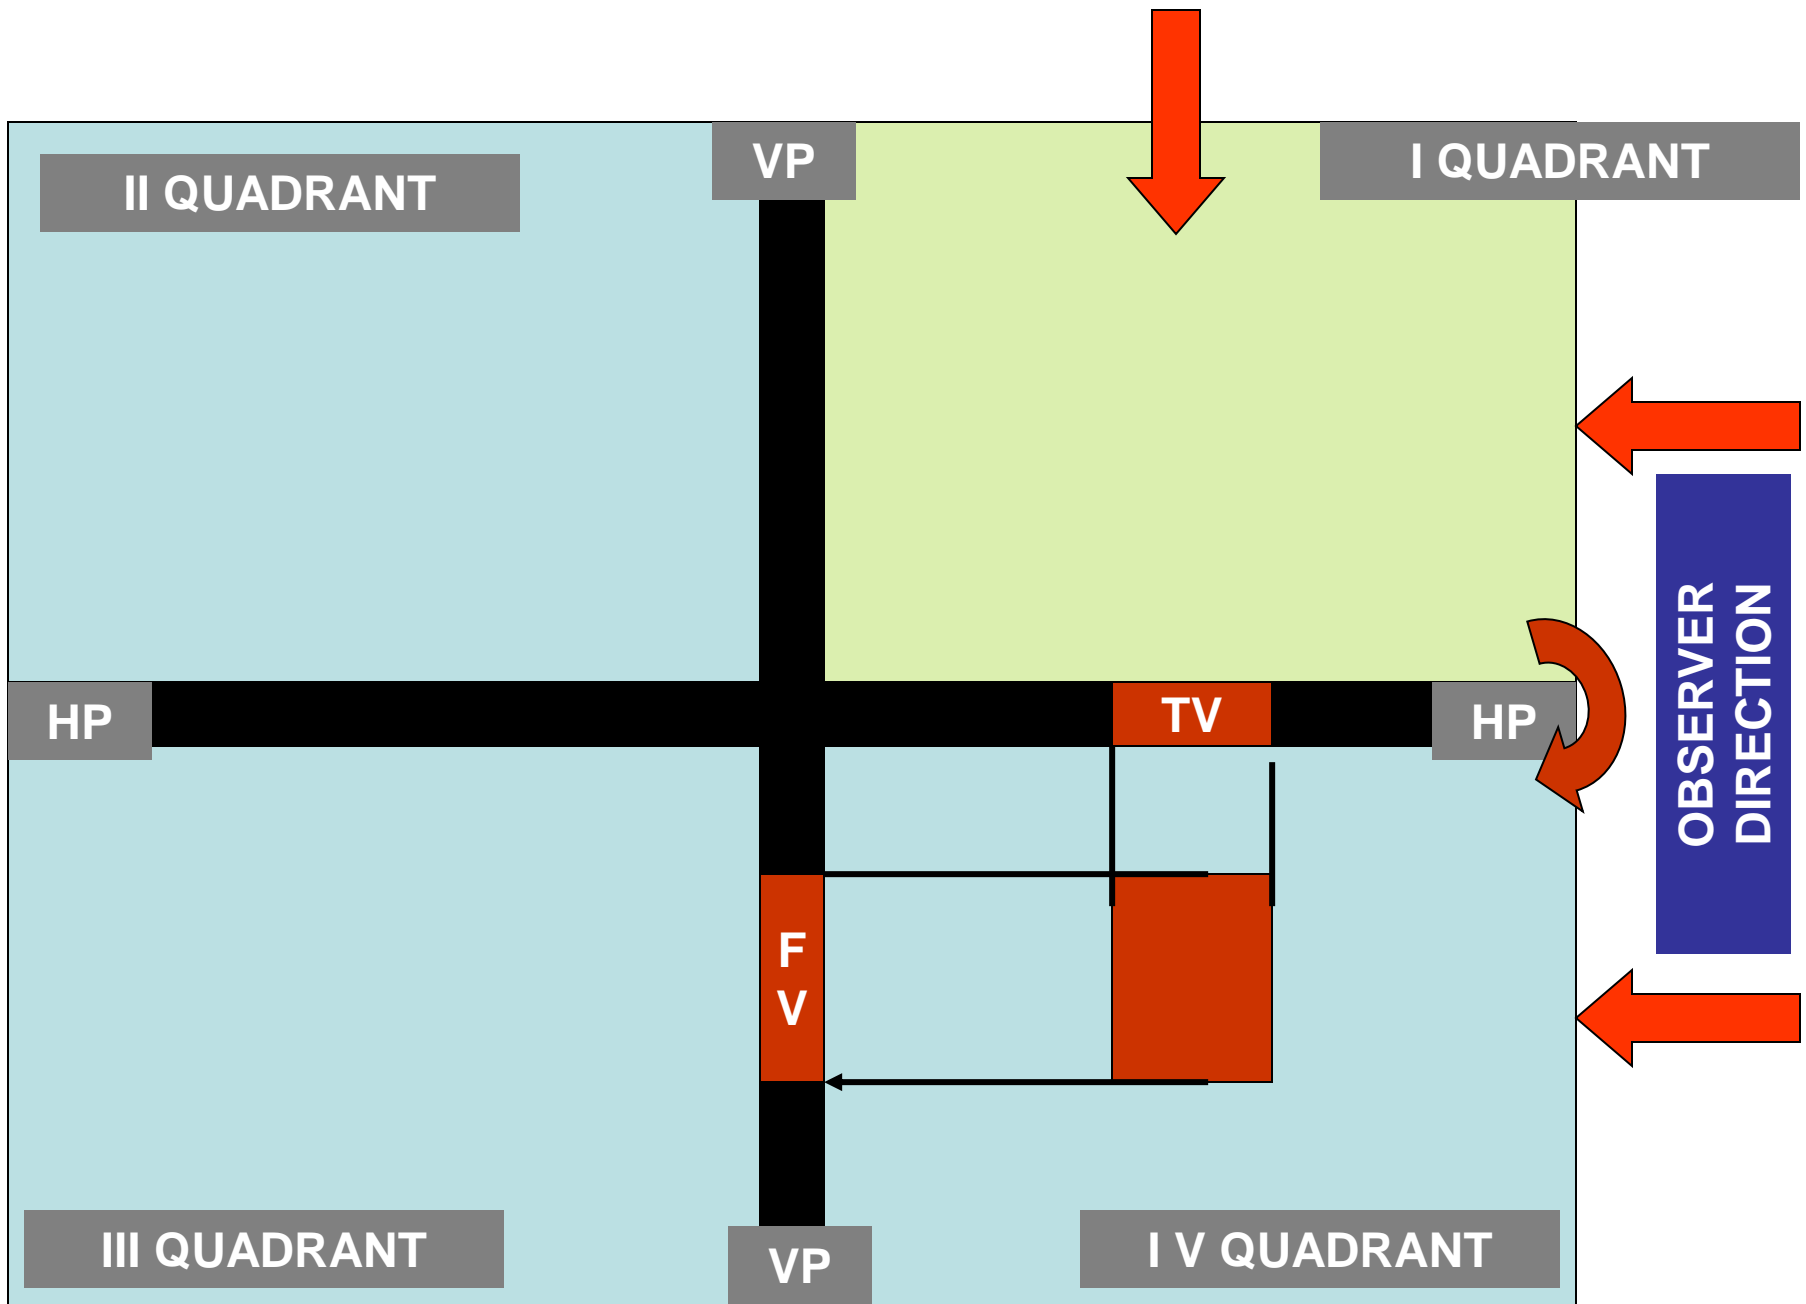 VP
I QUADRANT
II QUADRANT
HP
TV
HP
OBSERVER
DIRECTION
F
V
III QUADRANT
VP
I V QUADRANT